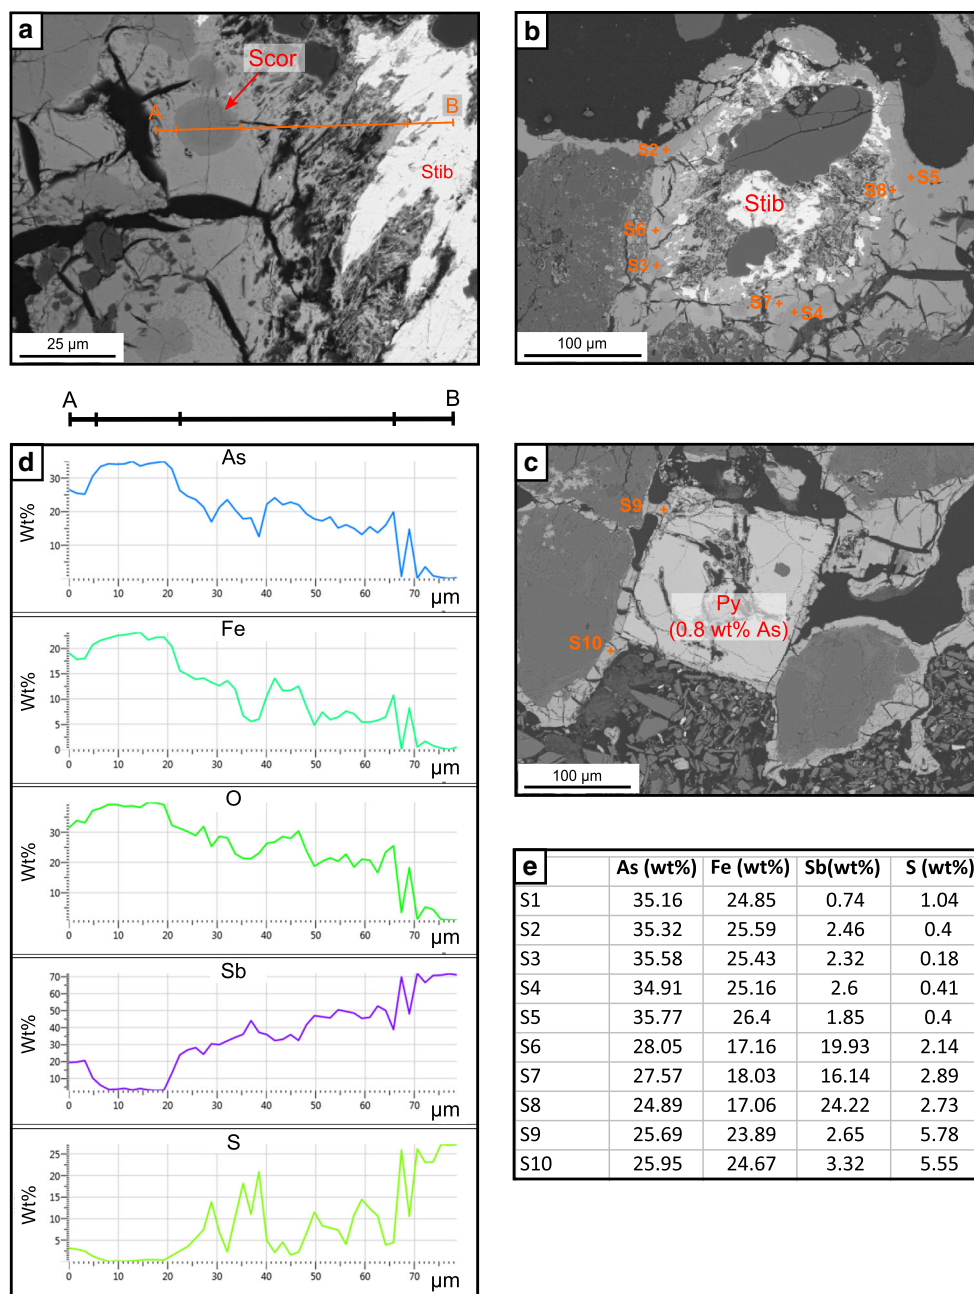 a
Scor
A
B
Stib
25 µm
b
S2
S5
S8
Stib
S6
S3
S7
S4
100 µm
A
B
d
As
Wt%
30
20
10
0 10 20 30 40 50 60 70
µm
Fe
Wt%
20
15
10
5
0
0 10 20 30 40 50 60 70
µm
O
Wt%
30
20
10
0 10 20 30 40 50 60 70
µm
Sb
Wt%
70
60
50
40
30
20
10
0 10 20 30 40 50 60 70
µm
S
Wt%
25
20
15
10
5
0 10 20 30 40 50 60 70
µm
c
S9
Py
(0.8 wt% As)
S10
100 µm
e
As (wt%) Fe (wt%) Sb(wt%) S (wt%)
S1 35.16 24.85 0.74 1.04
S2 35.32 25.59 2.46 0.4
S3 35.58 25.43 2.32 0.18
S4 34.91 25.16 2.6 0.41
S5 35.77 26.4 1.85 0.4
S6 28.05 17.16 19.93 2.14
S7 27.57 18.03 16.14 2.89
S8 24.89 17.06 24.22 2.73
S9 25.69 23.89 2.65 5.78
S10 25.95 24.67 3.32 5.55